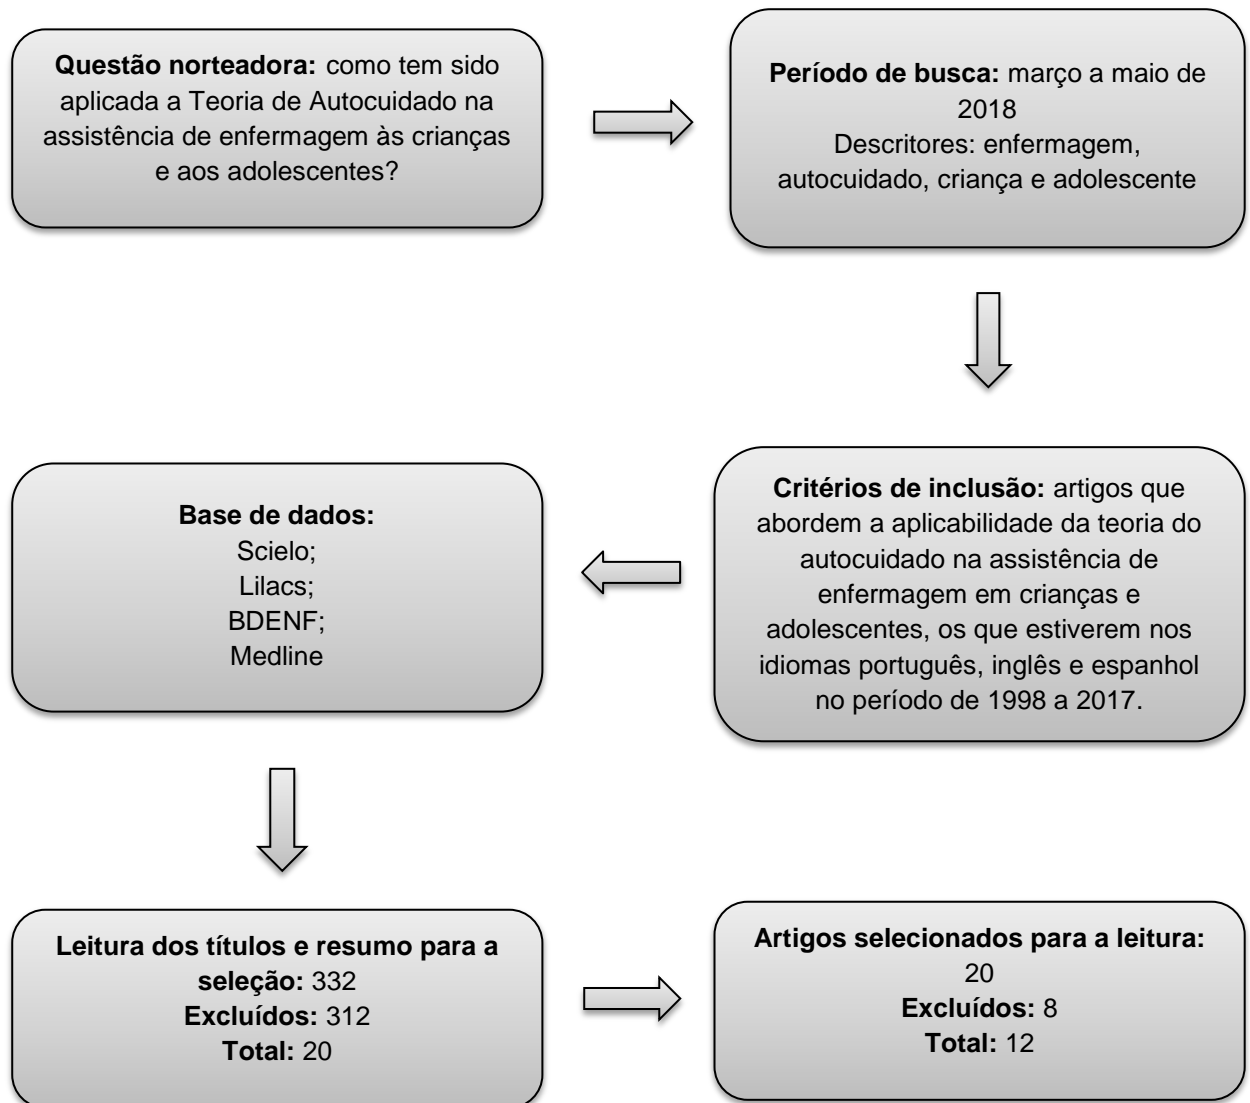 Questão norteadora: como tem sido
aplicada a Teoria de Autocuidado na
assistência de enfermagem às crianças
e aos adolescentes?
Período de busca: março a maio de
2018
Descritores: enfermagem,
autocuidado, criança e adolescente
Critérios de inclusão: artigos que
abordem a aplicabilidade da teoria do
autocuidado na assistência de
enfermagem em crianças e
adolescentes, os que estiverem nos
idiomas português, inglês e espanhol
no período de 1998 a 2017.
Base de dados:
Scielo;
Lilacs;
BDENF;
Medline
Leitura dos títulos e resumo para a
seleção: 332
Excluídos: 312
Total: 20
Artigos selecionados para a leitura:
20
Excluídos: 8
Total: 12